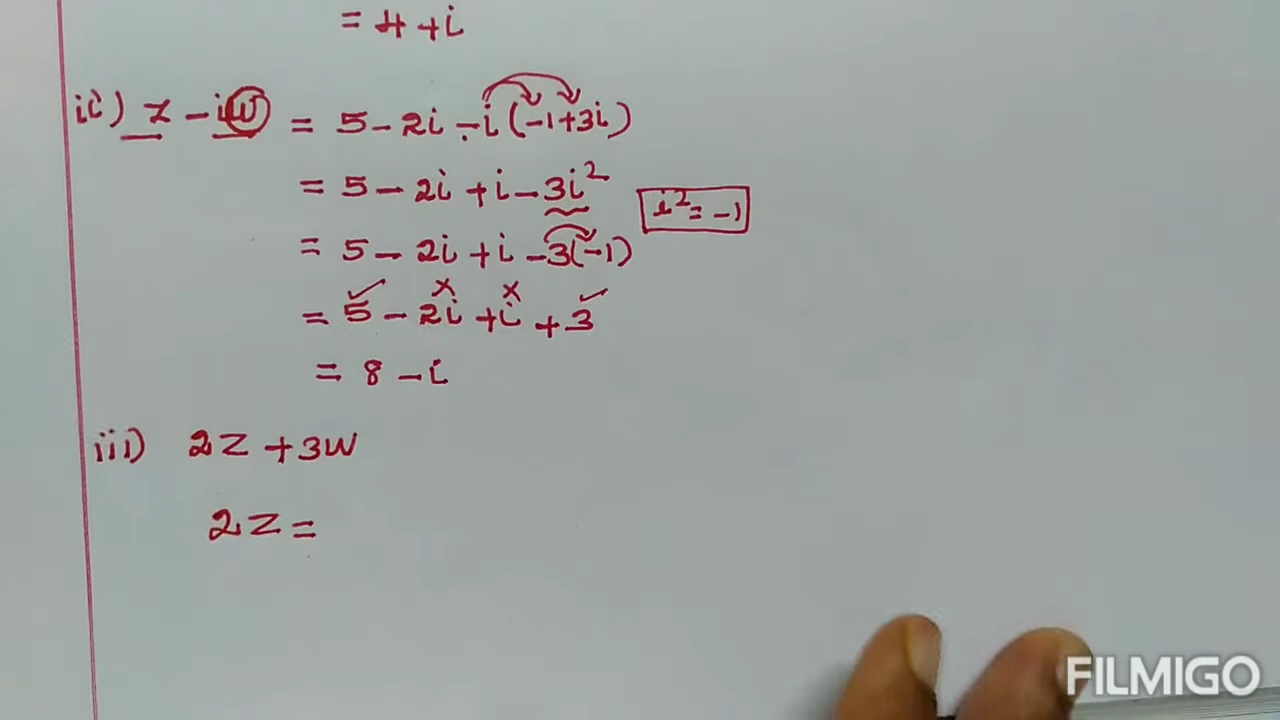 = 4 + i
ii) z - iw = 5 - 2i - i (-1 + 3i)
= 5 - 2i + i - 3i²
i² = -1
= 5 - 2i + i - 3(-1)
= 5 - 2i + i + 3
= 8 - i
iii) 2z + 3w
2z =
FILMIGO